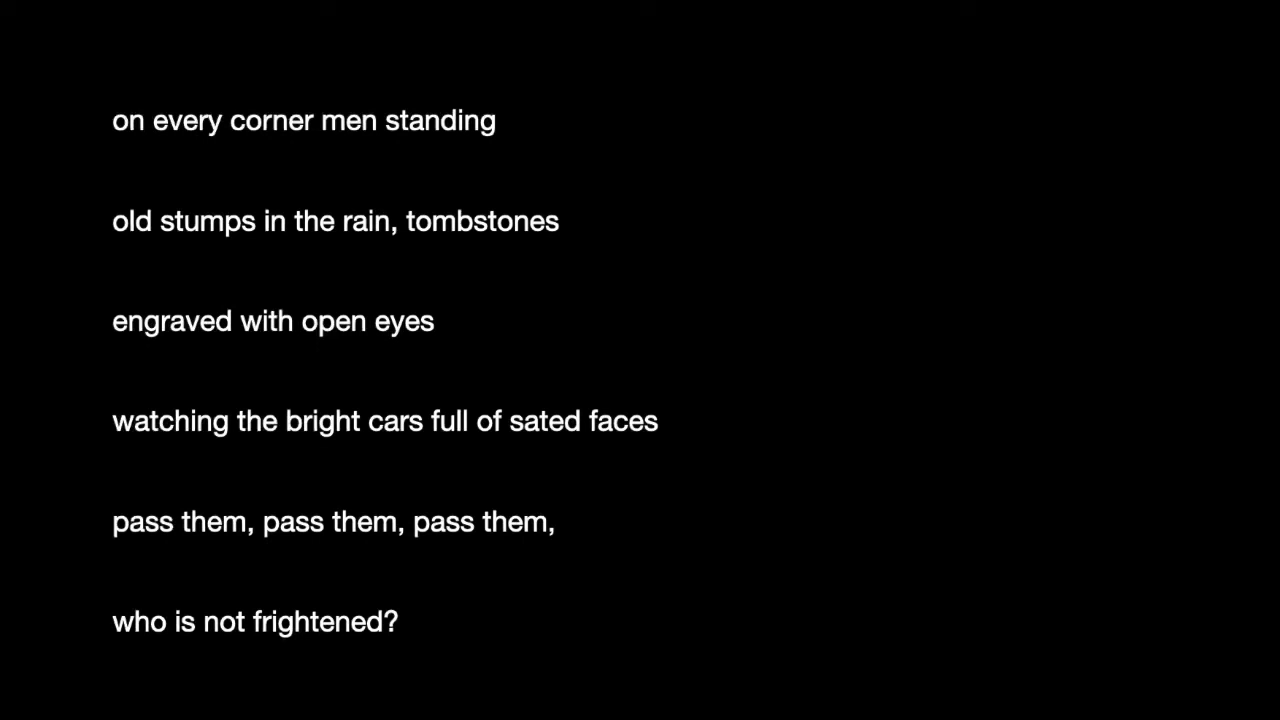 on every corner men standing
old stumps in the rain, tombstones
engraved with open eyes
watching the bright cars full of sated faces
pass them, pass them, pass them,
who is not frightened?